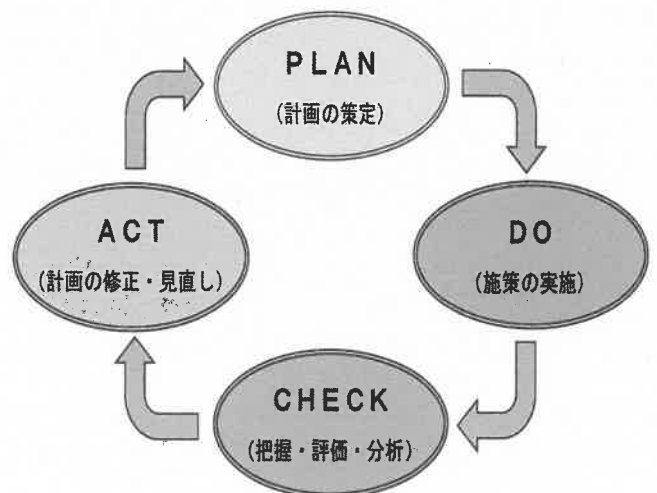 PLAN
(計画の策定)
DO
(施策の実施)
CHECK
(把握・評価・分析)
ACT
(計画の修正・見直し)